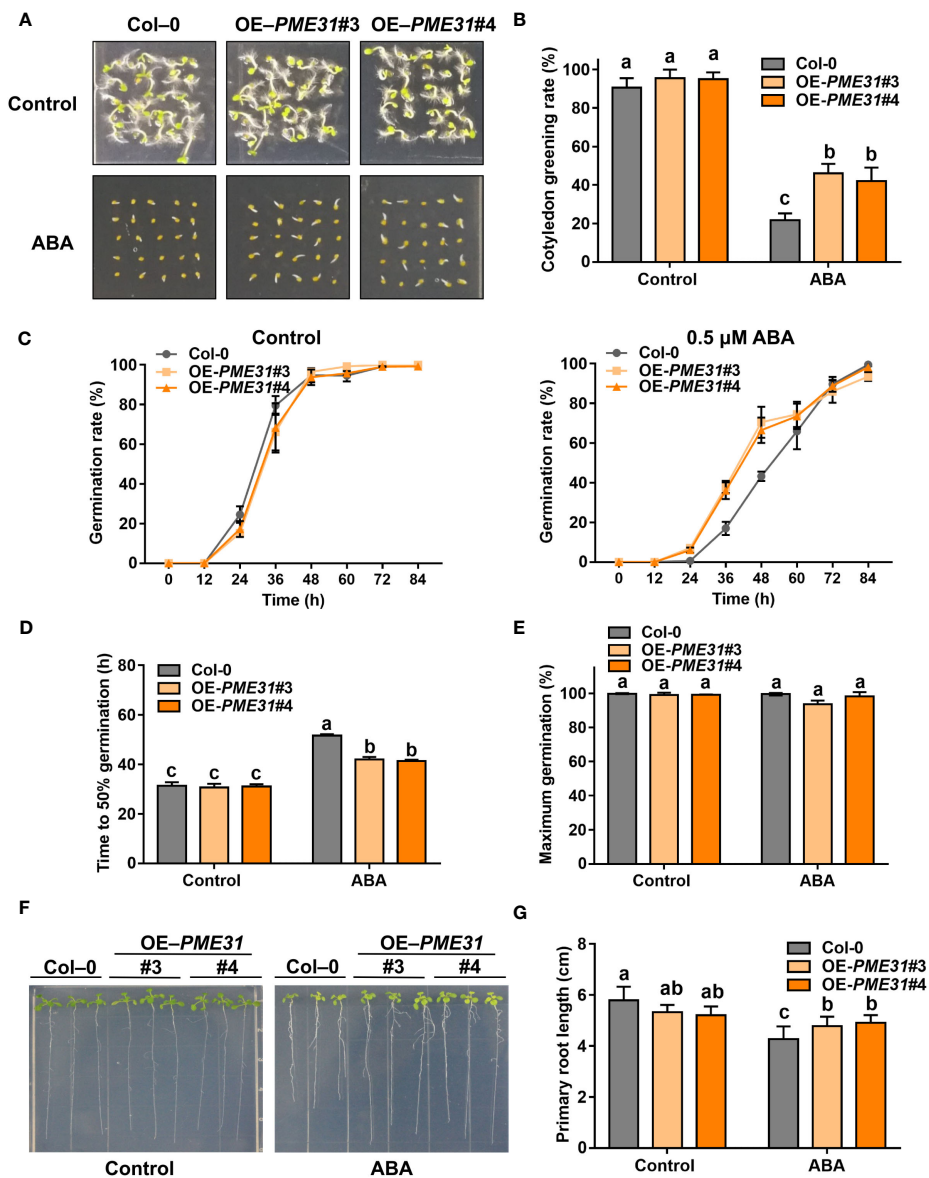 A
Col–0 OE–PME31#3 OE–PME31#4
Control
ABA
B
Cotyledon greening rate (%)
100
80
60
40
20
0
a a a
c b b
Col-0
OE-PME31#3
OE-PME31#4
Control ABA
C
Control
Col-0
OE-PME31#3
OE-PME31#4
Germination rate (%)
100
80
60
40
20
0
0 12 24 36 48 60 72 84
Time (h)
0.5 µM ABA
Col-0
OE-PME31#3
OE-PME31#4
Germination rate (%)
100
80
60
40
20
0
0 12 24 36 48 60 72 84
Time (h)
D
Time to 50% germination (h)
80
60
40
20
0
Col-0
OE-PME31#3
OE-PME31#4
c c c
a b b
Control ABA
E
Col-0
OE-PME31#3
OE-PME31#4
Maximum germination (%)
100
80
60
40
20
0
a a a
a a a
Control ABA
F
OE–PME31
Col–0 #3 #4
OE–PME31
Col–0 #3 #4
Control ABA
G
Primary root length (cm)
8
6
4
2
0
Col-0
OE-PME31#3
OE-PME31#4
a ab ab
c b b
Control ABA